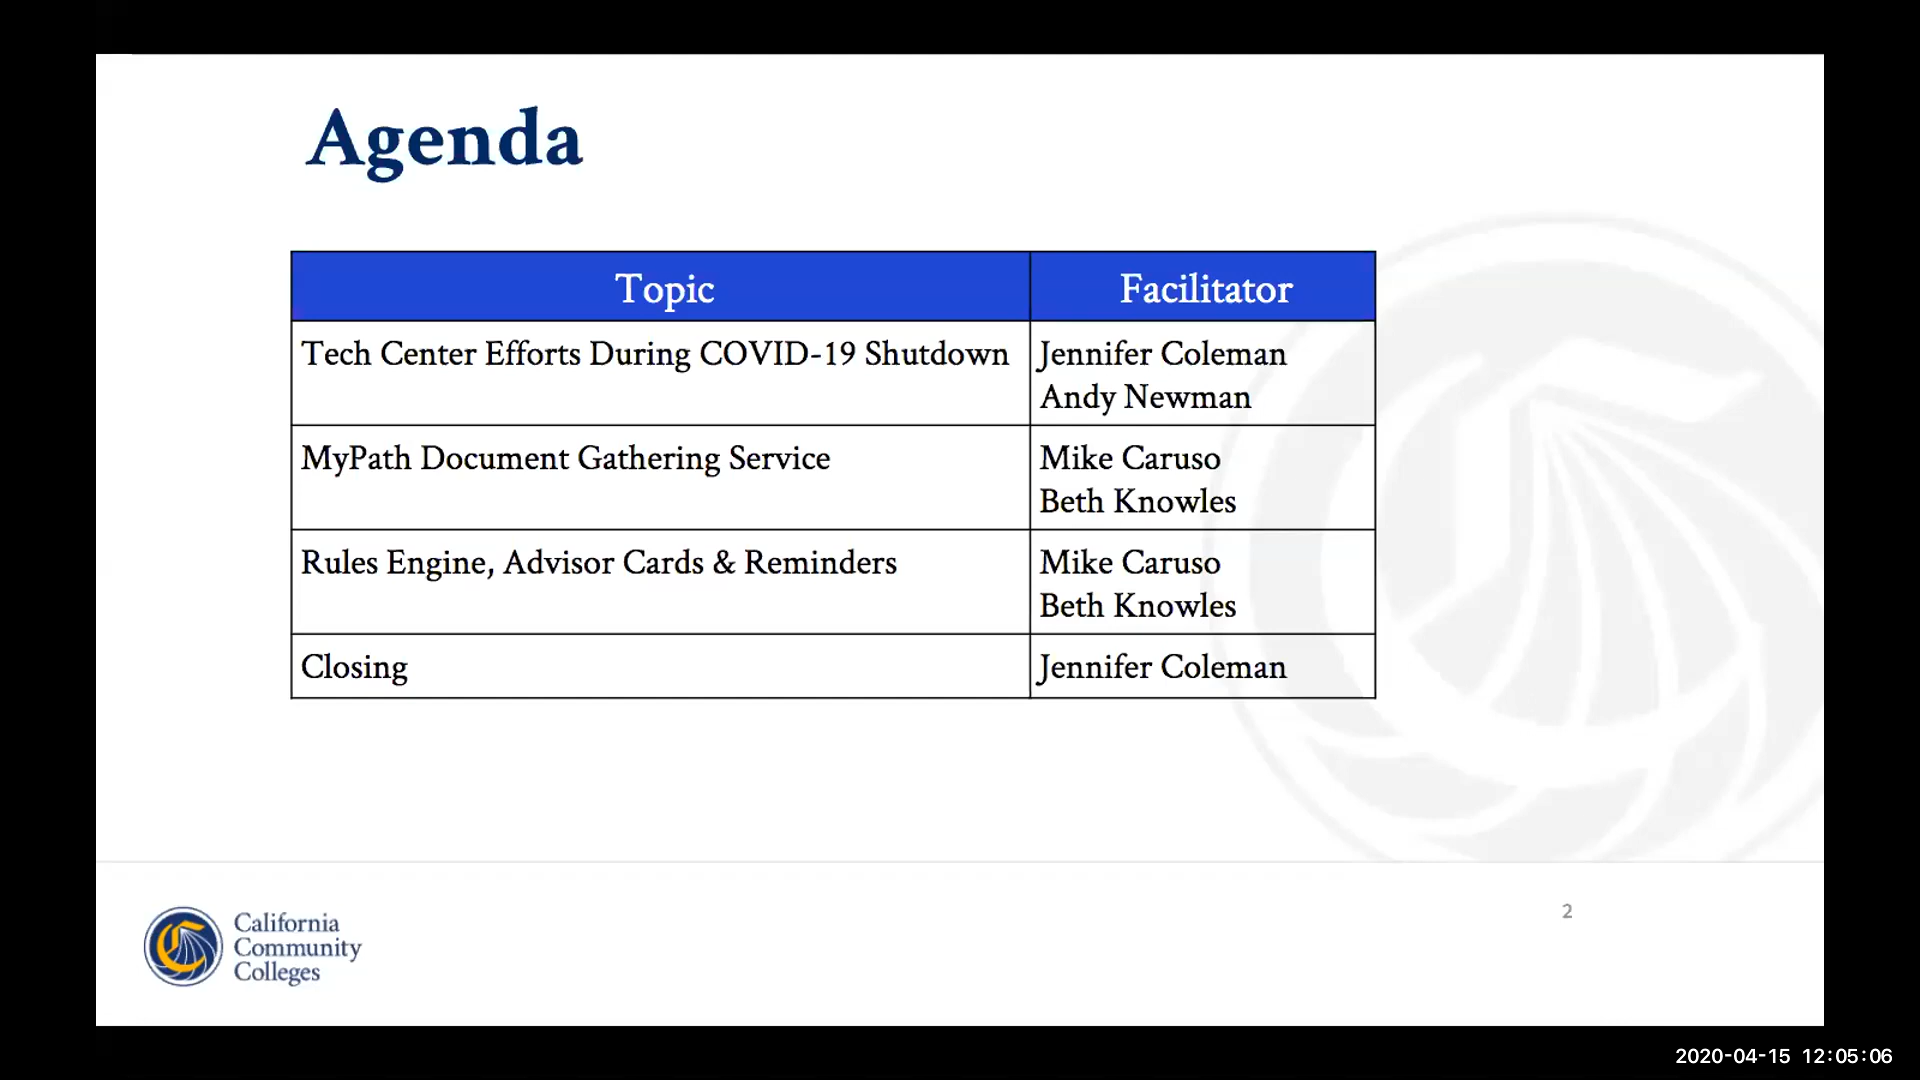 Agenda
Topic
Facilitator
Tech Center Efforts During COVID-19 Shutdown
Jennifer Coleman
Andy Newman
MyPath Document Gathering Service
Mike Caruso
Beth Knowles
Rules Engine, Advisor Cards & Reminders
Mike Caruso
Beth Knowles
Closing
Jennifer Coleman
California
Community
Colleges
2
2020-04-15 12:05:06